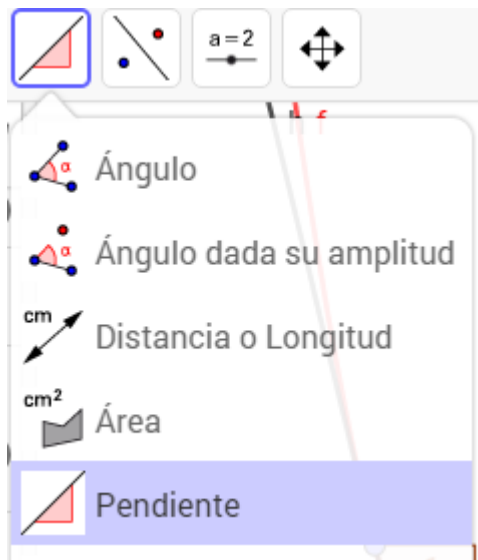 a = 2
h f
α
Ángulo
α
Ángulo dada su amplitud
cm
Distancia o Longitud
cm²
Área
Pendiente